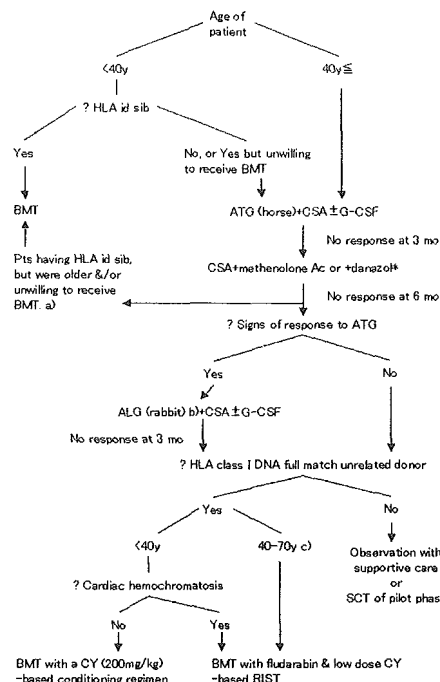 Age of
patient
<40y
40y≦
? HLA id sib
Yes
No, or Yes but unwilling
to receive BMT
BMT
ATG (horse)+CSA±G-CSF
No response at 3 mo
Pts having HLA id sib,
but were older &/or
unwilling to receive
BMT. a)
CSA+methenolone Ac or +danazol*
No response at 6 mo
? Signs of response to ATG
Yes
No
ALG (rabbit) b)+CSA±G-CSF
No response at 3 mo
? HLA class I DNA full match unrelated donor
Yes
No
<40y
40-70y c)
Observation with
supportive care
or
SCT of pilot phas
? Cardiac hemochromatosis
No
Yes
BMT with a CY (200mg/kg)
-based conditioning regimen
BMT with fludarabin & low dose CY
-based RIST